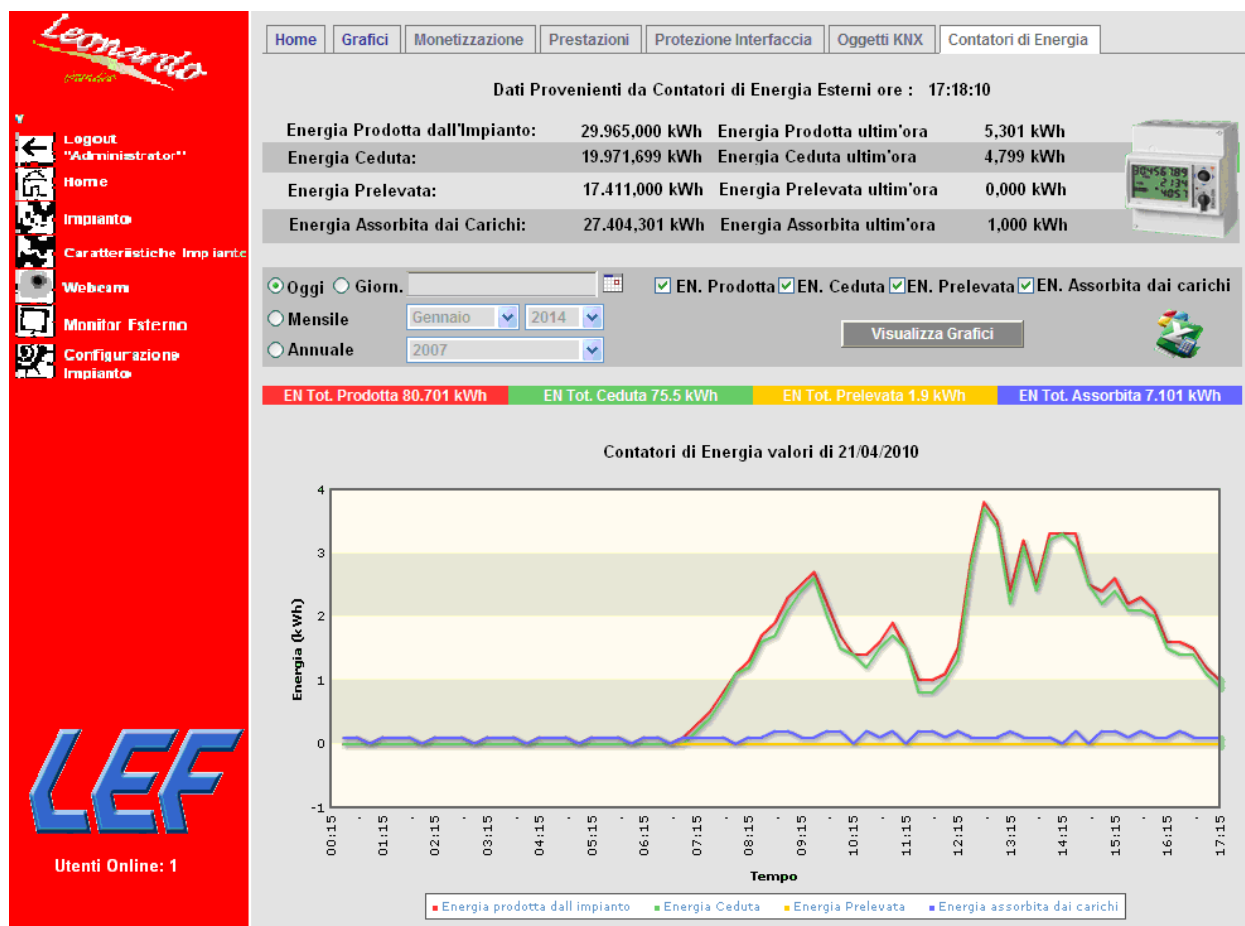 Leonardo
Logout
"Administrator"
Home
Impianto
Caratteristiche Impianto
Webcam
Monitor Esterno
Configurazione
Impianto
LEF
Utenti Online: 1
Home Grafici Monetizzazione Prestazioni Protezione Interfaccia Oggetti KNX Contatori di Energia
Dati Provenienti da Contatori di Energia Esterni ore : 17:18:10
Energia Prodotta dall'Impianto: 29.965,000 kWh Energia Prodotta ultim'ora 5,301 kWh
Energia Ceduta: 19.971,699 kWh Energia Ceduta ultim'ora 4,799 kWh
Energia Prelevata: 17.411,000 kWh Energia Prelevata ultim'ora 0,000 kWh
Energia Assorbita dai Carichi: 27.404,301 kWh Energia Assorbita ultim'ora 1,000 kWh
Oggi Giorn. EN. Prodotta EN. Ceduta EN. Prelevata EN. Assorbita dai carichi
Mensile Gennaio 2014 Visualizza Grafici
Annuale 2007
EN Tot. Prodotta 80.701 kWh EN Tot. Ceduta 75.5 kWh EN Tot. Prelevata 1.9 kWh EN Tot. Assorbita 7.101 kWh
Contatori di Energia valori di 21/04/2010
Energia (kWh)
4
3
2
1
0
-1
00:15 01:15 02:15 03:15 04:15 05:15 06:15 07:15 08:15 09:15 10:15 11:15 12:15 13:15 14:15 15:15 16:15 17:15
Tempo
Energia prodotta dall impianto Energia Ceduta Energia Prelevata Energia assorbita dai carichi